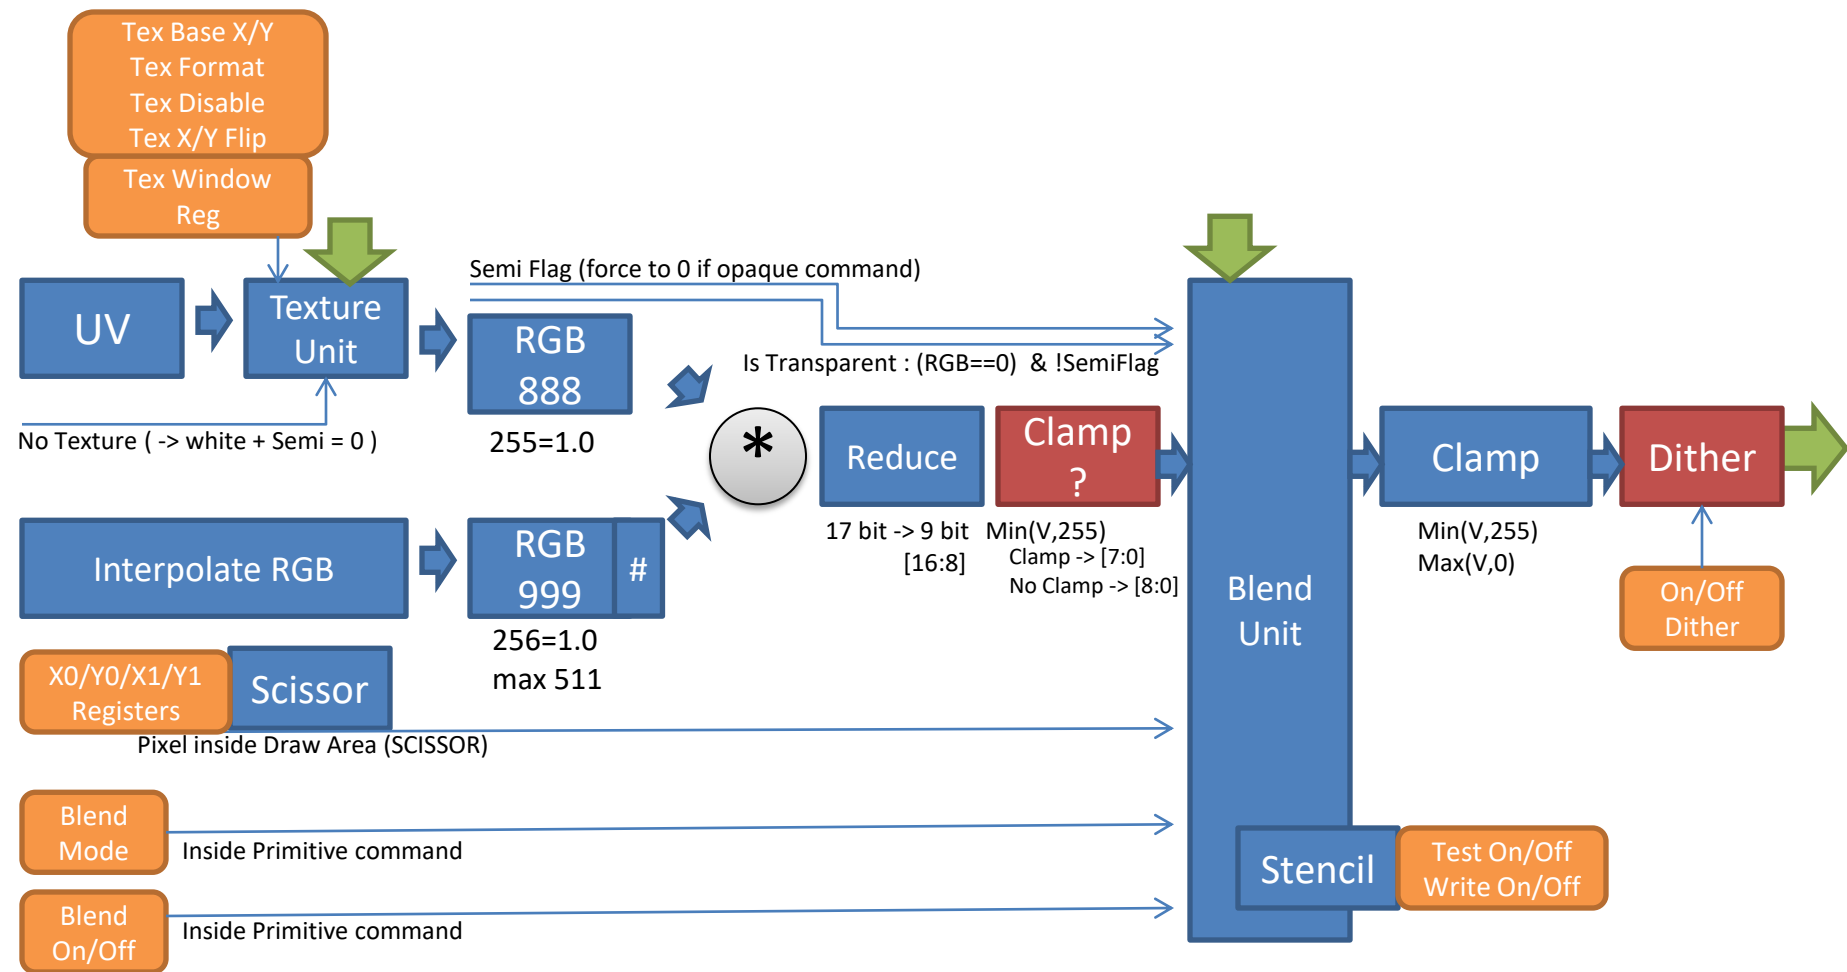 Tex Base X/Y
Tex Format
Tex Disable
Tex X/Y Flip
Tex Window
Reg
Semi Flag (force to 0 if opaque command)
UV
Texture
Unit
RGB
888
255=1.0
Is Transparent : (RGB==0) & !SemiFlag
No Texture ( -> white + Semi = 0 )
*
Reduce
17 bit -> 9 bit
[16:8]
Clamp
?
Min(V,255)
Clamp -> [7:0]
No Clamp -> [8:0]
Blend
Unit
Clamp
Min(V,255)
Max(V,0)
Dither
On/Off
Dither
Interpolate RGB
RGB
999
#
256=1.0
max 511
X0/Y0/X1/Y1
Registers
Scissor
Pixel inside Draw Area (SCISSOR)
Blend
Mode
Inside Primitive command
Stencil
Test On/Off
Write On/Off
Blend
On/Off
Inside Primitive command